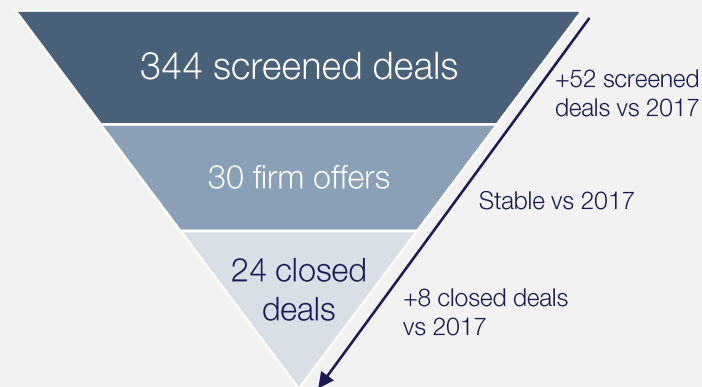 344 screened deals
+52 screened
deals vs 2017
30 firm offers
Stable vs 2017
24 closed
deals
+8 closed deals
vs 2017